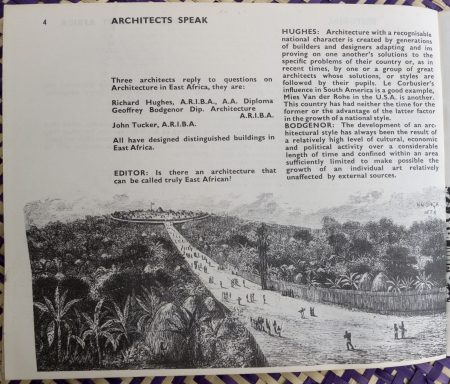 4 ARCHITECTS SPEAK
Three architects reply to questions on
Architecture in East Africa, they are:
Richard Hughes, A.R.I.B.A., A.A. Diploma
Geoffrey Bodgenor Dip. Architecture
A.R.I.B.A.
John Tucker, A.R.I.B.A.
All have designed distinguished buildings in
East Africa.
EDITOR: Is there an architecture that
can be called truly East African?
HUGHES: Architecture with a recognisable
national character is created by generations
of builders and designers adapting and im
proving on one another's solutions to the
specific problems of their country or, as in
recent times, by one or a group of great
architects whose solutions, or styles are
followed by their pupils. Le Corbusier's
influence in South America is a good example,
Mies Van der Rohe in the U.S.A. is another.
This country has had neither the time for the
former or the advantage of the latter factor
in the growth of a national style.
BODGENOR: The development of an arc
hitectural style has always been the result of
a relatively high level of cultural, economic
and political activity over a considerable
length of time and confined within an area
sufficiently limited to make possible the
growth of an individual art relatively
unaffected by external sources.